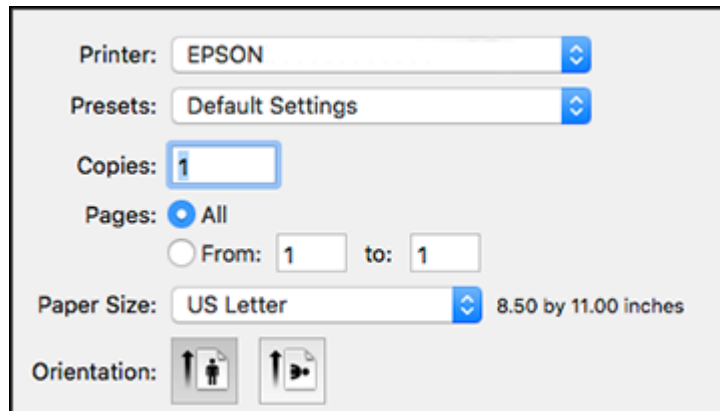 Printer: EPSON
Presets: Default Settings
Copies: 1
Pages: All
From: 1 to: 1
Paper Size: US Letter 8.50 by 11.00 inches
Orientation: